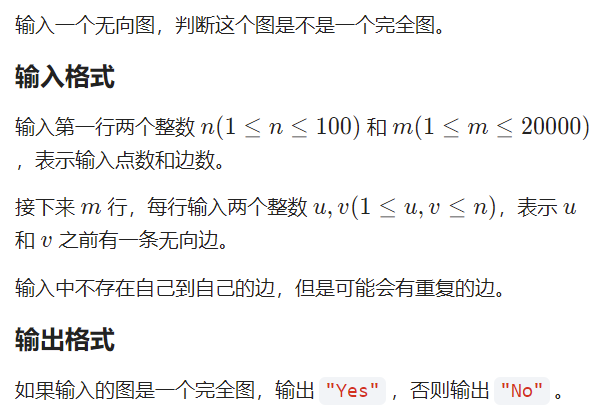 输入一个无向图，判断这个图是不是一个完全图。
输入格式
输入第一行两个整数 n(1 ≤ n ≤ 100) 和 m(1 ≤ m ≤ 20000)
，表示输入点数和边数。
接下来 m 行，每行输入两个整数 u, v(1 ≤ u, v ≤ n)，表示 u
和 v 之前有一条无向边。
输入中不存在自己到自己的边，但是可能会有重复的边。
输出格式
如果输入的图是一个完全图，输出 "Yes" ，否则输出 "No" 。